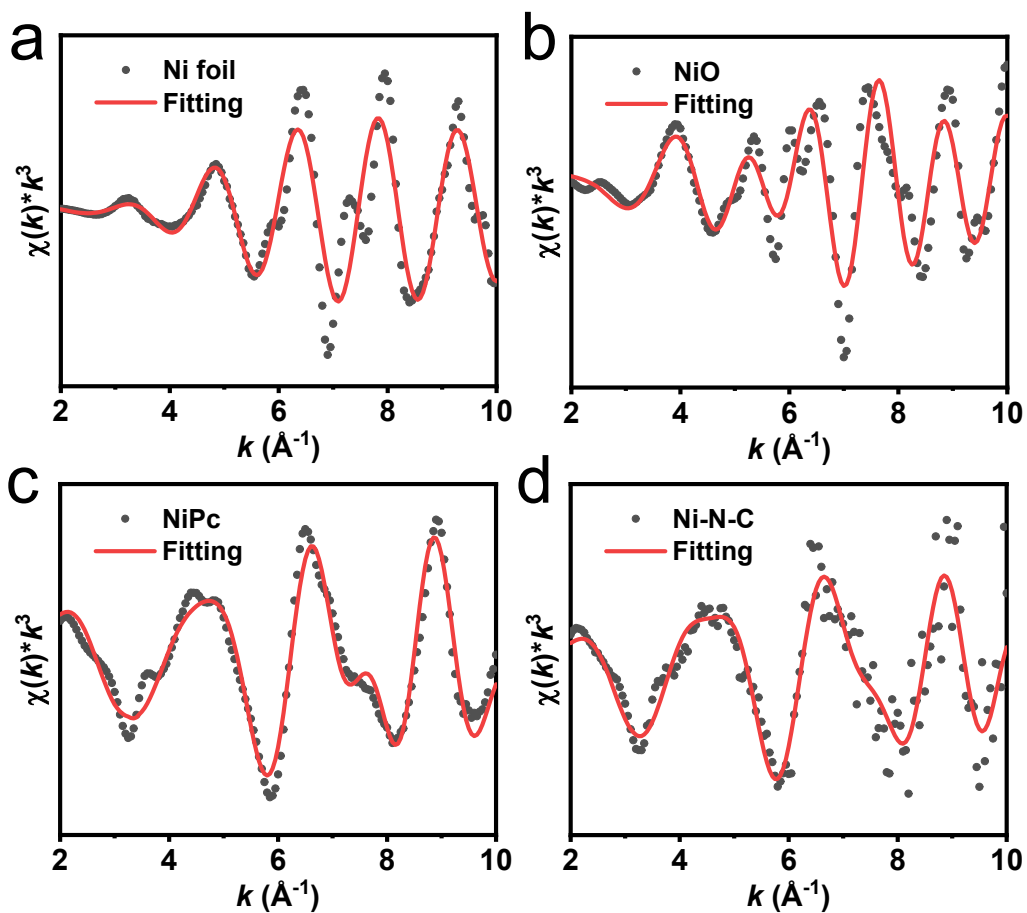 a
Ni foil
Fitting
χ(k)*k³
2 4 6 8 10
k (Å⁻¹)
b
NiO
Fitting
χ(k)*k³
2 4 6 8 10
k (Å⁻¹)
c
NiPc
Fitting
χ(k)*k³
2 4 6 8 10
k (Å⁻¹)
d
Ni-N-C
Fitting
χ(k)*k³
2 4 6 8 10
k (Å⁻¹)